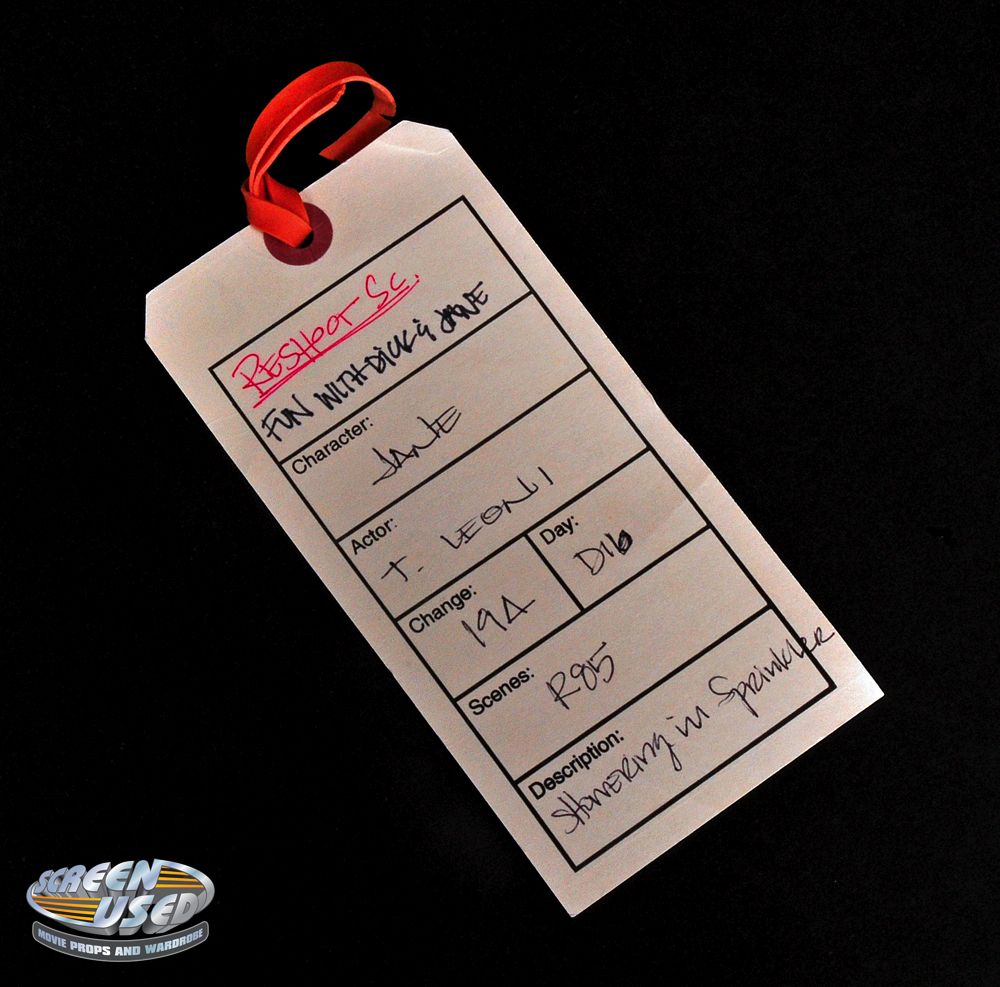 RESHOOT Sc.
FUN WITH DICK & JANE
Character:
JANE
Actor:
T. LEONI
Change:
19A
Day:
D16
Scenes:
R85
Description:
SHOWERING in Sprinkler
SCREEN
USED
MOVIE PROPS AND WARDROBE